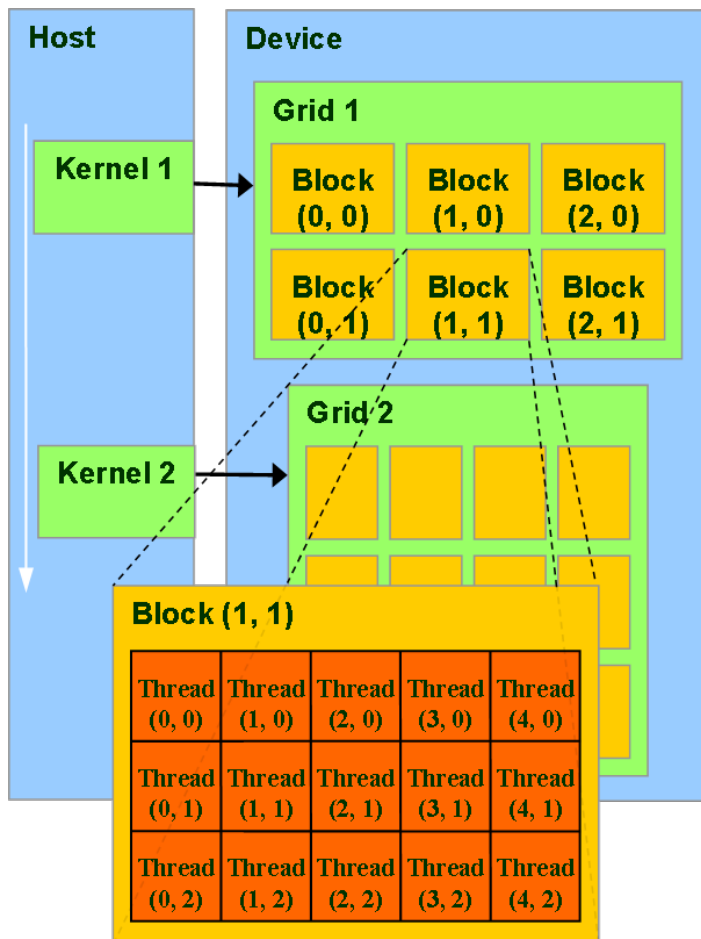 Host
Device
Grid 1
Kernel 1
Block
(0, 0)
Block
(1, 0)
Block
(2, 0)
Block
(0, 1)
Block
(1, 1)
Block
(2, 1)
Grid 2
Kernel 2
Block (1, 1)
Thread
(0, 0)
Thread
(1, 0)
Thread
(2, 0)
Thread
(3, 0)
Thread
(4, 0)
Thread
(0, 1)
Thread
(1, 1)
Thread
(2, 1)
Thread
(3, 1)
Thread
(4, 1)
Thread
(0, 2)
Thread
(1, 2)
Thread
(2, 2)
Thread
(3, 2)
Thread
(4, 2)